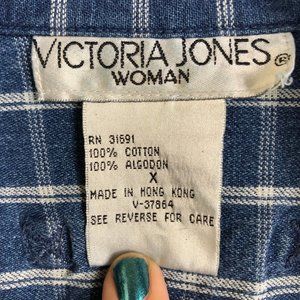 VICTORIA JONES ®
WOMAN
RN 31591
100% COTTON
100% ALGODON
X
MADE IN HONG KONG
V-37864
SEE REVERSE FOR CARE